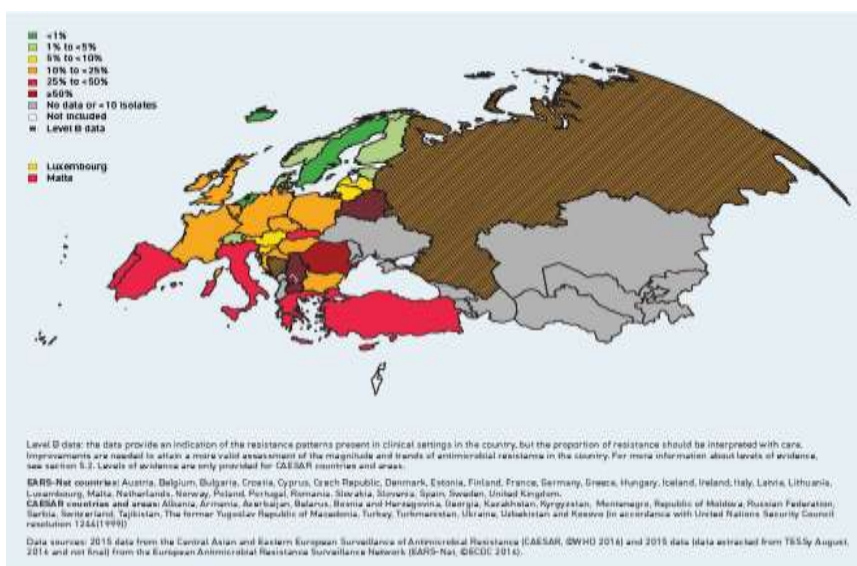 <1%
1% to <5%
5% to <10%
10% to <25%
25% to <50%
≥50%
No data or <10 isolates
Not included
Level B data
Luxembourg
Malta
Level B data: the data provide an indication of the resistance patterns present in clinical settings in the country, but the proportion of resistance should be interpreted with care.
Improvements are needed to attain a more valid assessment of the magnitude and trends of antimicrobial resistance in the country. For more information about levels of evidence,
see section 5.2. Levels of evidence are only provided for CAESAR countries and areas.
EARS-Net countries: Austria, Belgium, Bulgaria, Croatia, Cyprus, Czech Republic, Denmark, Estonia, Finland, France, Germany, Greece, Hungary, Iceland, Ireland, Italy, Latvia, Lithuania,
Luxembourg, Malta, Netherlands, Norway, Poland, Portugal, Romania, Slovakia, Slovenia, Spain, Sweden, United Kingdom.
CAESAR countries and areas: Albania, Armenia, Azerbaijan, Belarus, Bosnia and Herzegovina, Georgia, Kazakhstan, Kyrgyzstan, Montenegro, Republic of Moldova, Russian Federation,
Serbia, Switzerland, Tajikistan, The former Yugoslav Republic of Macedonia, Turkey, Turkmenistan, Ukraine, Uzbekistan and Kosovo (in accordance with United Nations Security Council
resolution 1244(1999))
Data sources: 2015 data from the Central Asian and Eastern European Surveillance of Antimicrobial Resistance (CAESAR, ©WHO 2016) and 2015 data (data extracted from TESSy August,
2016 and not final) from the European Antimicrobial Resistance Surveillance Network (EARS-Net, ©ECDC 2016).